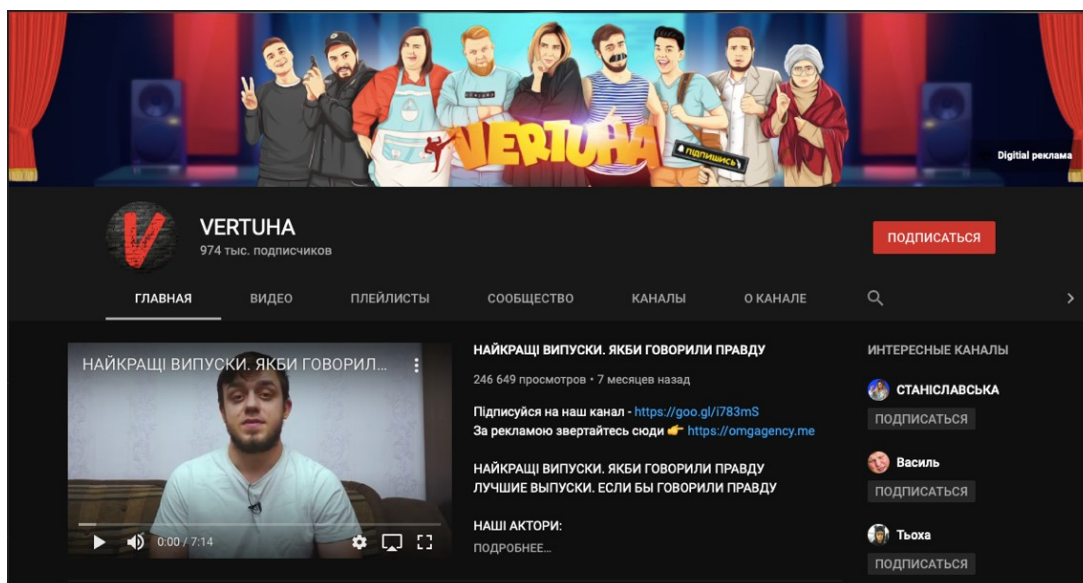 VERTUHA
ПІДПИШИСЬ
Digitial реклама
V
VERTUHA
974 тыс. подписчиков
ПОДПИСАТЬСЯ
ГЛАВНАЯ ВИДЕО ПЛЕЙЛИСТЫ СООБЩЕСТВО КАНАЛЫ О КАНАЛЕ
НАЙКРАЩІ ВИПУСКИ. ЯКБИ ГОВОРИЛ...
0:00 / 7:14
НАЙКРАЩІ ВИПУСКИ. ЯКБИ ГОВОРИЛИ ПРАВДУ
246 649 просмотров • 7 месяцев назад
Підписуйся на наш канал - https://goo.gl/i783mS
За рекламою звертайтесь сюди 👉 https://omgagency.me
НАЙКРАЩІ ВИПУСКИ. ЯКБИ ГОВОРИЛИ ПРАВДУ
ЛУЧШИЕ ВЫПУСКИ. ЕСЛИ БЫ ГОВОРИЛИ ПРАВДУ
НАШІ АКТОРИ:
ПОДРОБНЕЕ...
ИНТЕРЕСНЫЕ КАНАЛЫ
СТАНІСЛАВСЬКА
ПОДПИСАТЬСЯ
Василь
ПОДПИСАТЬСЯ
Тьоха
ПОДПИСАТЬСЯ